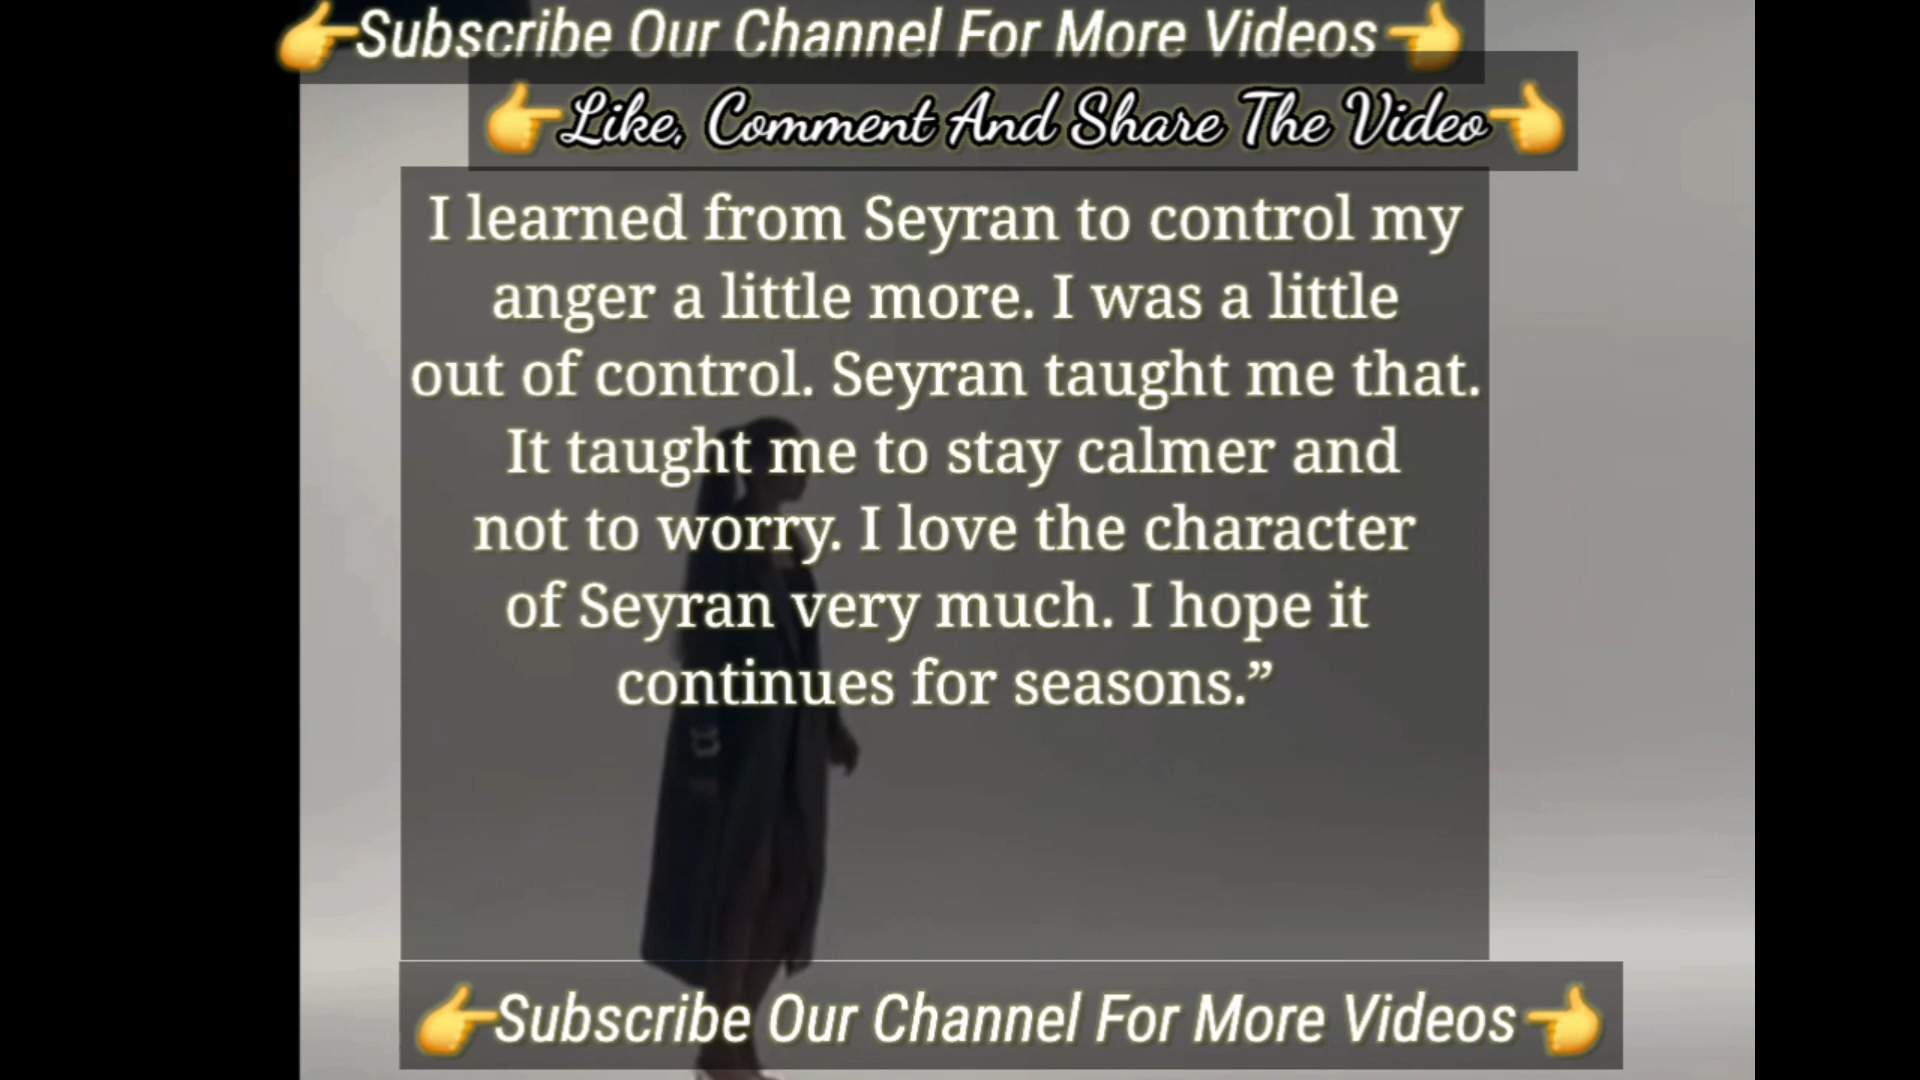 👉Subscribe Our Channel For More Videos👈
👉Like, Comment And Share The Video👈
I learned from Seyran to control my
anger a little more. I was a little
out of control. Seyran taught me that.
It taught me to stay calmer and
not to worry. I love the character
of Seyran very much. I hope it
continues for seasons.”
👉Subscribe Our Channel For More Videos👈